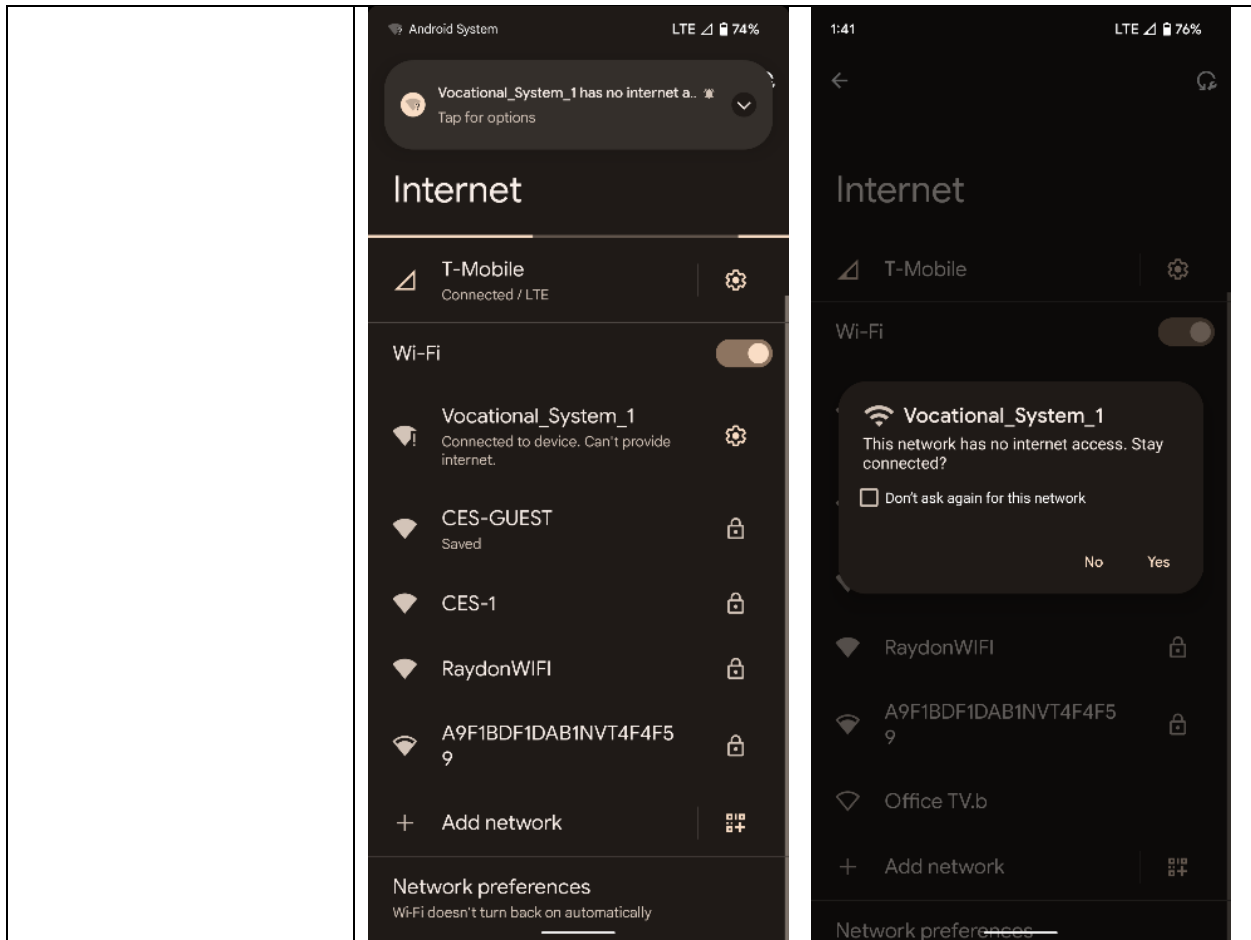 Android System
LTE 74%
Vocational_System_1 has no internet a..
Tap for options
Internet
T-Mobile
Connected / LTE
Wi-Fi
Vocational_System_1
Connected to device. Can't provide
internet.
CES-GUEST
Saved
CES-1
RaydonWIFI
A9F1BDF1DAB1NVT4F4F5
9
Add network
Network preferences
Wi-Fi doesn't turn back on automatically
1:41
LTE 76%
Internet
T-Mobile
Wi-Fi
Vocational_System_1
This network has no internet access. Stay
connected?
Don't ask again for this network
No Yes
RaydonWIFI
A9F1BDF1DAB1NVT4F4F5
9
Office TV.b
Add network
Network preferences